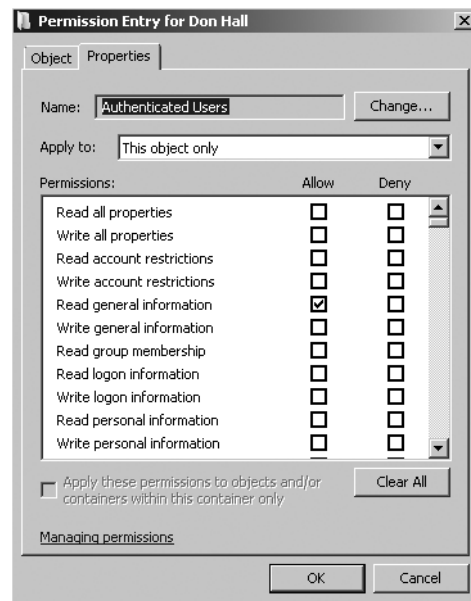 Permission Entry for Don Hall
Object Properties
Name: Authenticated Users Change...
Apply to: This object only
Permissions: Allow Deny
Read all properties
Write all properties
Read account restrictions
Write account restrictions
Read general information
Write general information
Read group membership
Read logon information
Write logon information
Read personal information
Write personal information
Apply these permissions to objects and/or
containers within this container only
Clear All
Managing permissions
OK Cancel